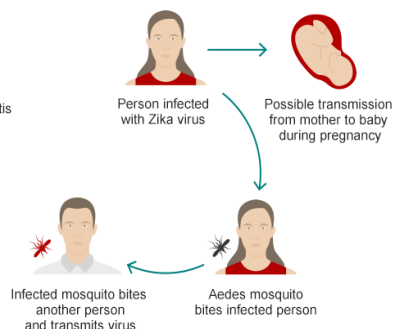 tis
Person infected
with Zika virus
Possible transmission
from mother to baby
during pregnancy
Infected mosquito bites
another person
and transmits virus
Aedes mosquito
bites infected person